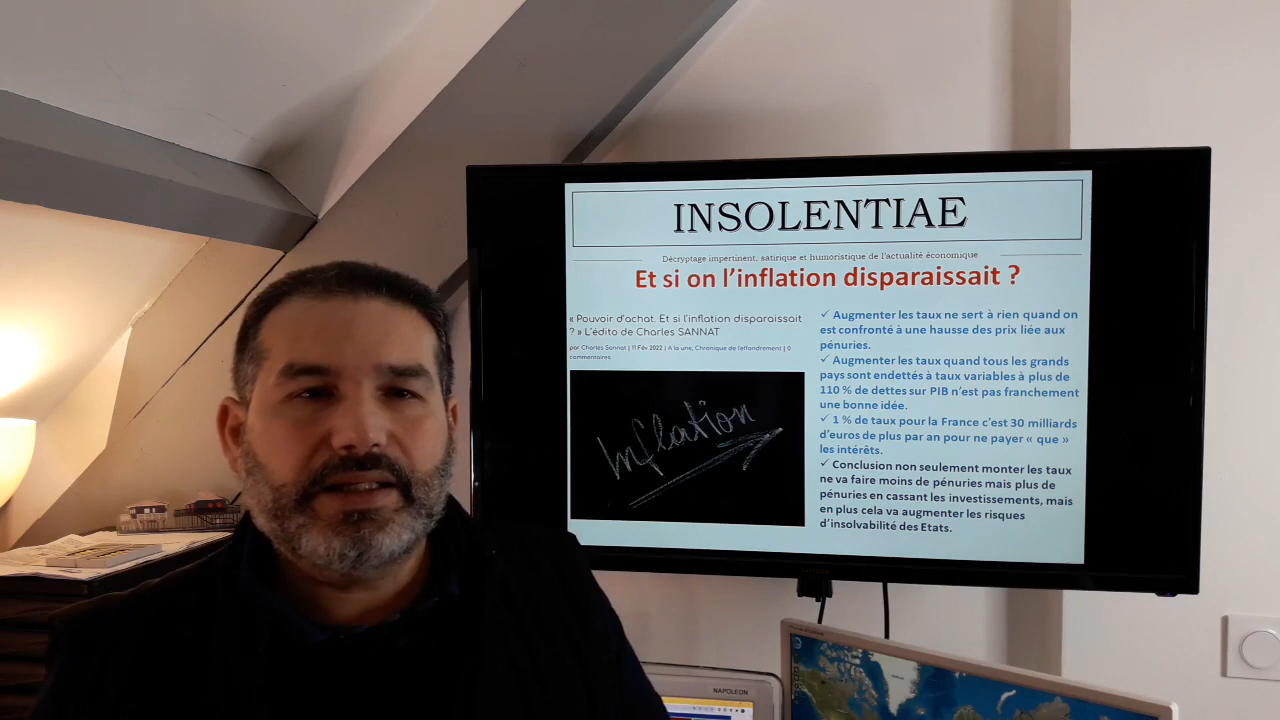 INSOLENTIAE
Décryptage impertinent, satirique et humoristique de l'actualité économique
Et si on l'inflation disparaissait ?
« Pouvoir d'achat. Et si l'inflation disparaissait
? » L'édito de Charles SANNAT
par Charles Sannat | 11 Fév 2022 | A la une, Chronique de l'effondrement | 0
commentaires
Inflation
✓ Augmenter les taux ne sert à rien quand on
est confronté à une hausse des prix liée aux
pénuries.
✓ Augmenter les taux quand tous les grands
pays sont endettés à taux variables à plus de
110 % de dettes sur PIB n'est pas franchement
une bonne idée.
✓ 1 % de taux pour la France c'est 30 milliards
d'euros de plus par an pour ne payer « que »
les intérêts.
✓ Conclusion non seulement monter les taux
ne va faire moins de pénuries mais plus de
pénuries en cassant les investissements, mais
en plus cela va augmenter les risques
d'insolvabilité des Etats.
NAPOLEON